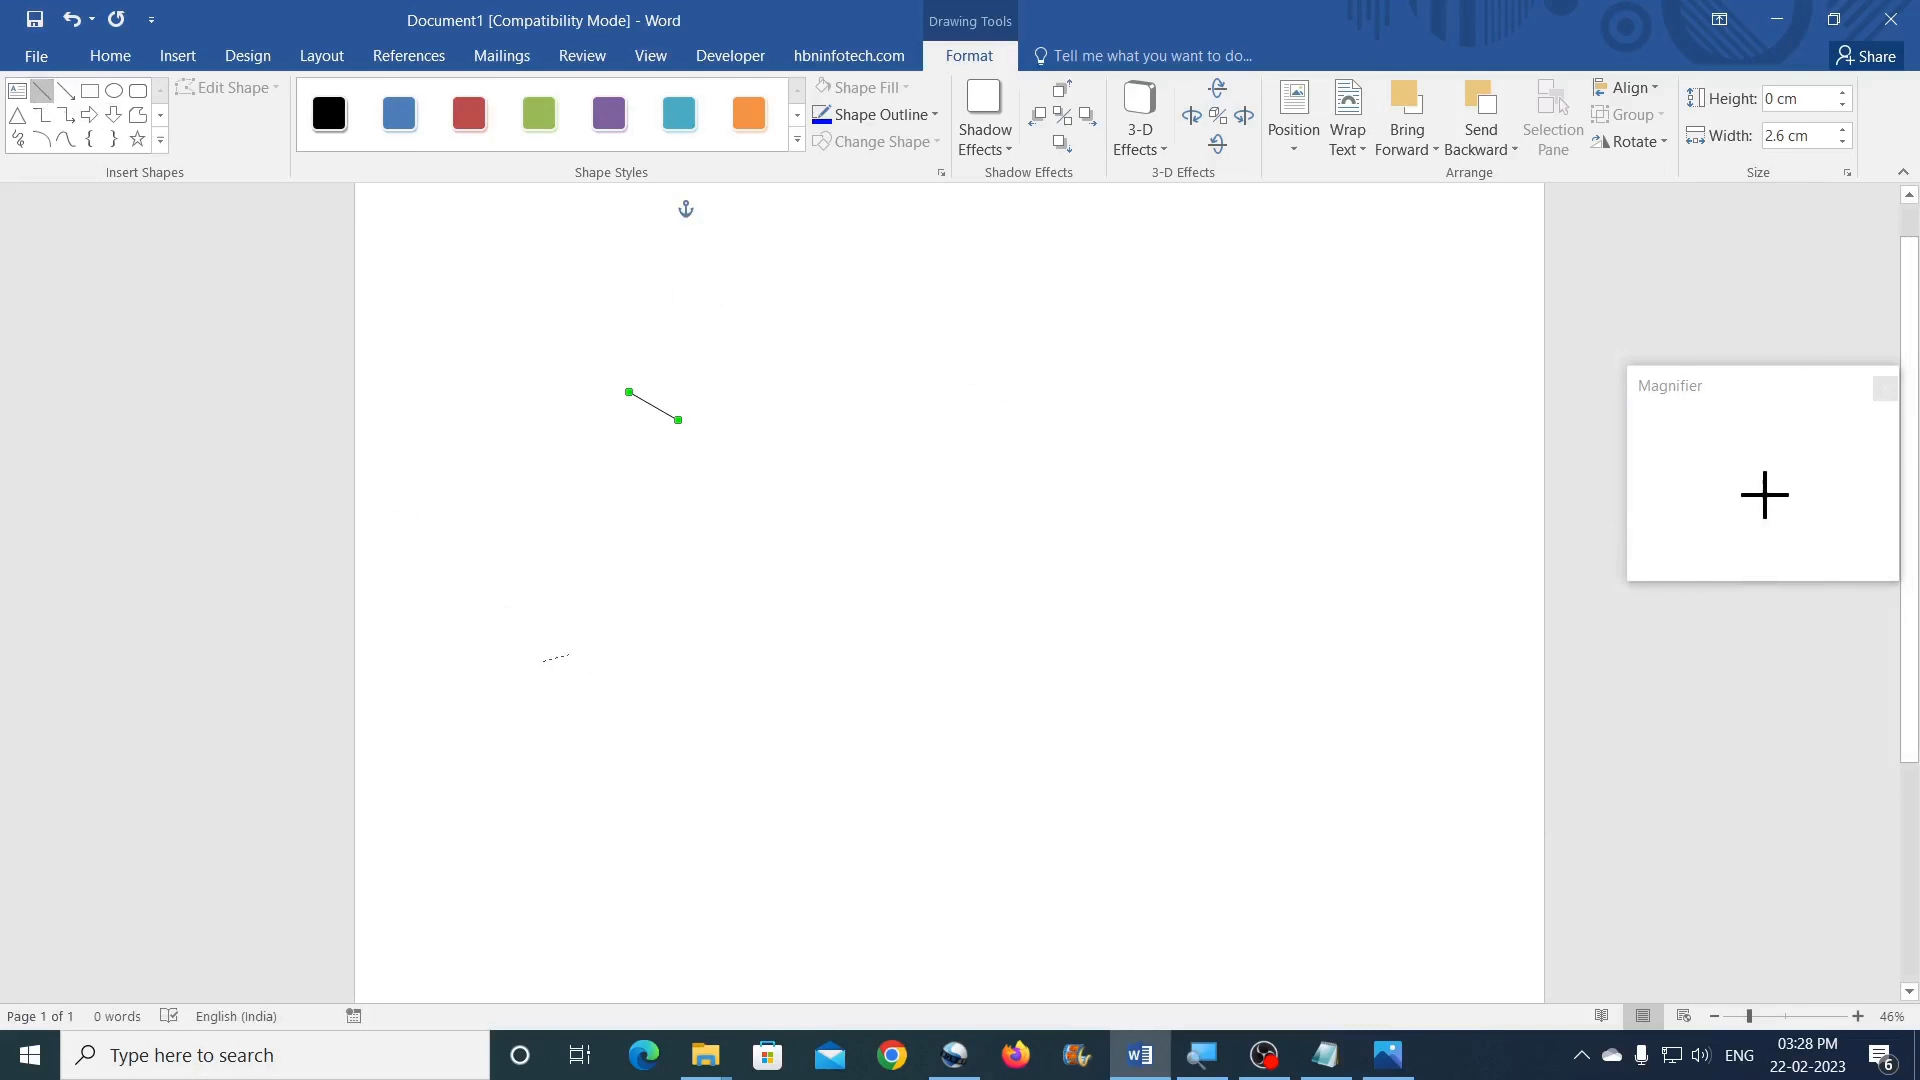 Document1 [Compatibility Mode] - Word
Drawing Tools
File Home Insert Design Layout References Mailings Review View Developer hbninfotech.com Format Tell me what you want to do... Share
Edit Shape
Insert Shapes
Shape Fill
Shape Outline
Change Shape
Shape Styles
Shadow
Effects
Shadow Effects
3-D
Effects
3-D Effects
Position
Wrap
Text
Bring
Forward
Send
Backward
Selection
Pane
Align
Group
Rotate
Arrange
Height: 0 cm
Width: 2.6 cm
Size
Magnifier
Page 1 of 1 0 words English (India) 46%
Type here to search
ENG
03:28 PM
22-02-2023
6